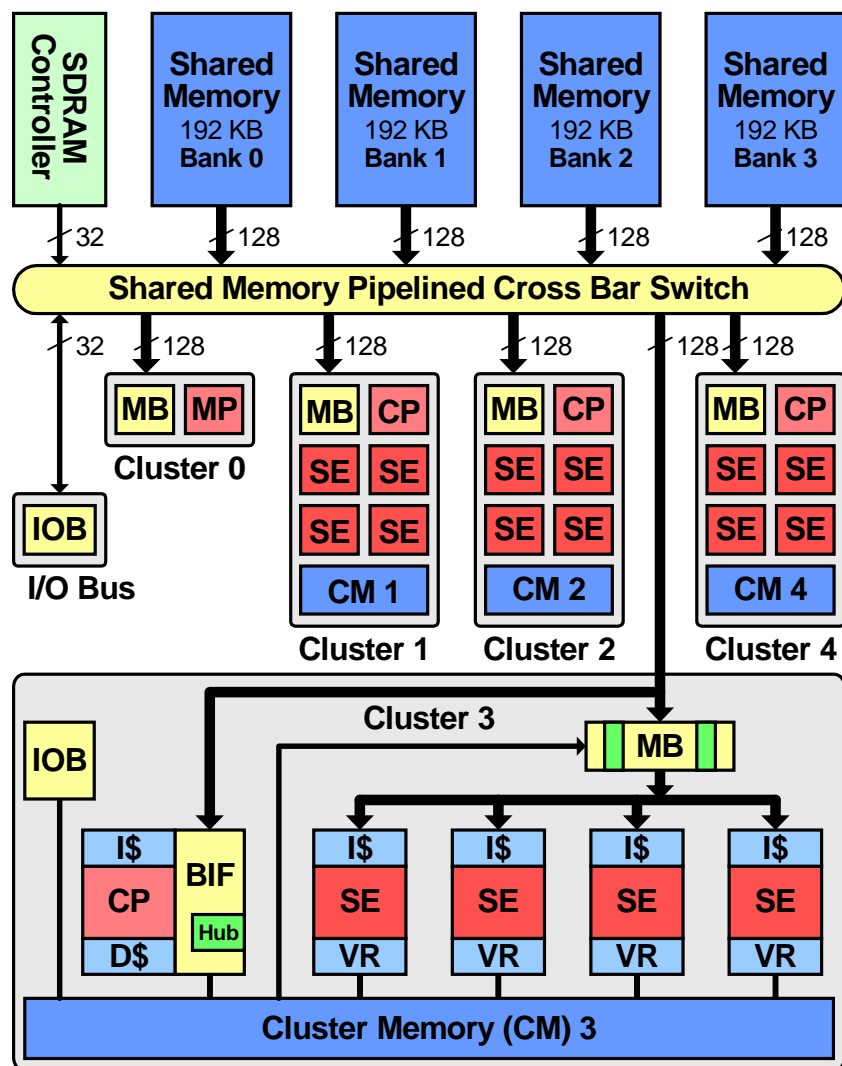 SDRAM
Controller
Shared
Memory
192 KB
Bank 0
Shared
Memory
192 KB
Bank 1
Shared
Memory
192 KB
Bank 2
Shared
Memory
192 KB
Bank 3
32
128
128
128
128
Shared Memory Pipelined Cross Bar Switch
32
128
128
128
128
128
MB MP
Cluster 0
IOB
I/O Bus
MB CP
SE SE
SE SE
CM 1
Cluster 1
MB CP
SE SE
SE SE
CM 2
Cluster 2
MB CP
SE SE
SE SE
CM 4
Cluster 4
Cluster 3
IOB
MB
I$
CP
D$
BIF
Hub
I$
SE
VR
I$
SE
VR
I$
SE
VR
I$
SE
VR
Cluster Memory (CM) 3